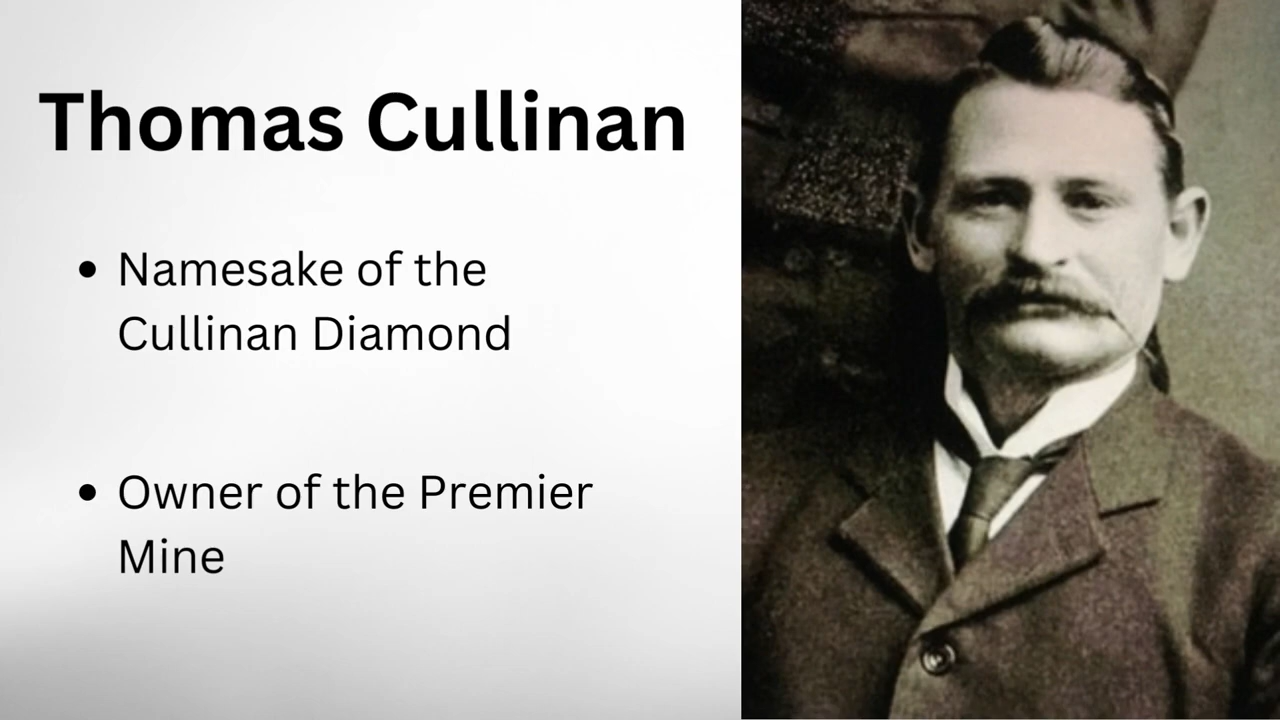 Thomas Cullinan
• Namesake of the
Cullinan Diamond
• Owner of the Premier
Mine